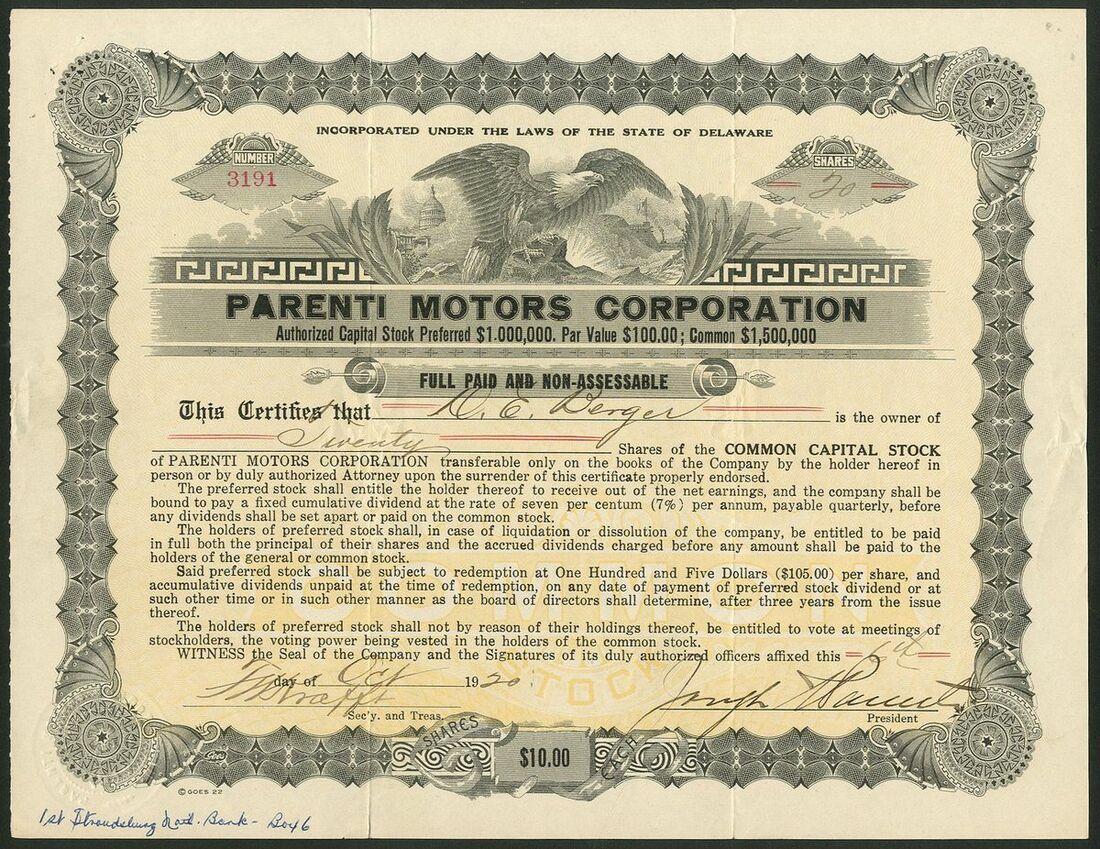 INCORPORATED UNDER THE LAWS OF THE STATE OF DELAWARE
NUMBER
3191
SHARES
20
PARENTI MOTORS CORPORATION
Authorized Capital Stock Preferred $1.000,000. Par Value $100.00; Common $1,500,000
FULL PAID AND NON-ASSESSABLE
This Certifies that D. E. Berger is the owner of
Twenty Shares of the COMMON CAPITAL STOCK
of PARENTI MOTORS CORPORATION transferable only on the books of the Company by the holder hereof in
person or by duly authorized Attorney upon the surrender of this certificate properly endorsed.
The preferred stock shall entitle the holder thereof to receive out of the net earnings, and the company shall be
bound to pay a fixed cumulative dividend at the rate of seven per centum (7%) per annum, payable quarterly, before
any dividends shall be set apart or paid on the common stock.
The holders of preferred stock shall, in case of liquidation or dissolution of the company, be entitled to be paid
in full both the principal of their shares and the accrued dividends charged before any amount shall be paid to the
holders of the general or common stock.
Said preferred stock shall be subject to redemption at One Hundred and Five Dollars ($105.00) per share, and
accumulative dividends unpaid at the time of redemption, on any date of payment of preferred stock dividend or at
such other time or in such other manner as the board of directors shall determine, after three years from the issue
thereof.
The holders of preferred stock shall not by reason of their holdings thereof, be entitled to vote at meetings of
stockholders, the voting power being vested in the holders of the common stock.
WITNESS the Seal of the Company and the Signatures of its duly authorized officers affixed this 6th
day of Oct 1920
COMMON
STOCK
Sec'y. and Treas.
Joseph Parenti
President
SHARES
$10.00
EACH
Goes
© GOES 22
1st Stroudsburg Natl. Bank - Box 6